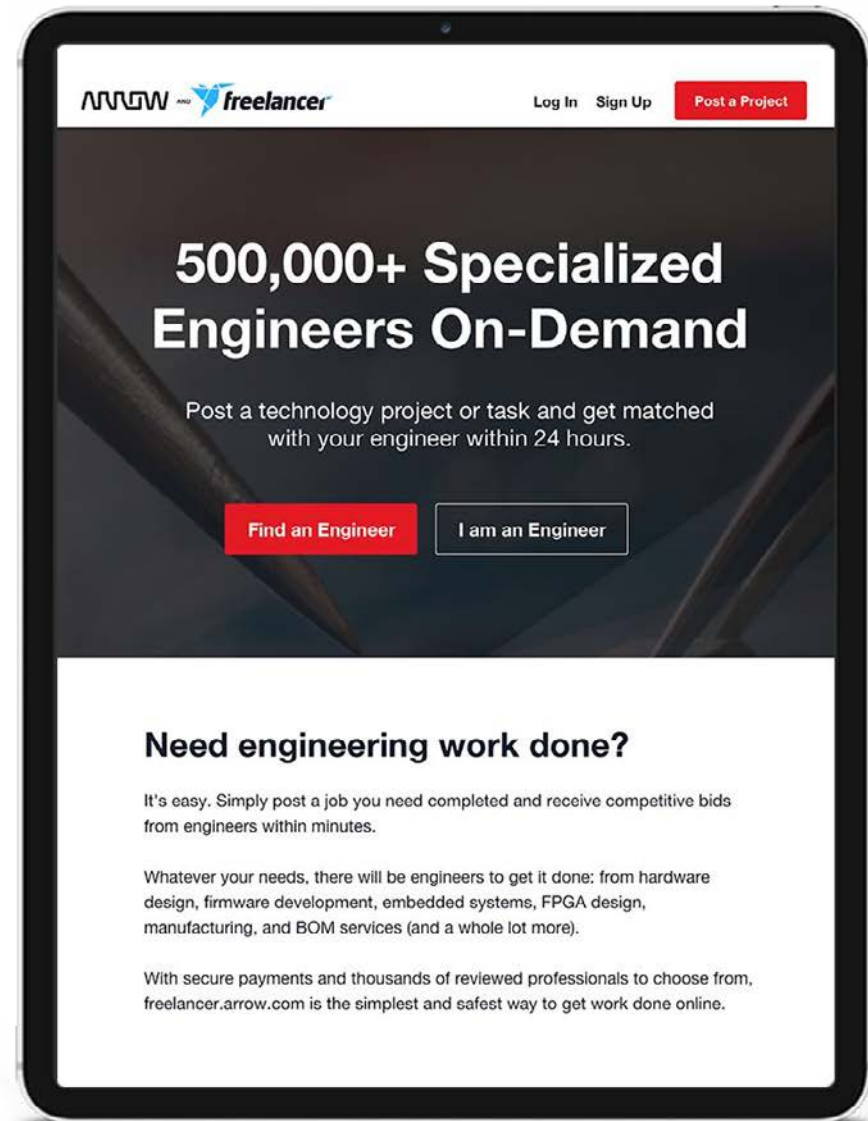 ARROW AND freelancer
Log In Sign Up Post a Project
500,000+ Specialized
Engineers On-Demand
Post a technology project or task and get matched
with your engineer within 24 hours.
Find an Engineer I am an Engineer
Need engineering work done?
It's easy. Simply post a job you need completed and receive competitive bids
from engineers within minutes.
Whatever your needs, there will be engineers to get it done: from hardware
design, firmware development, embedded systems, FPGA design,
manufacturing, and BOM services (and a whole lot more).
With secure payments and thousands of reviewed professionals to choose from,
freelancer.arrow.com is the simplest and safest way to get work done online.